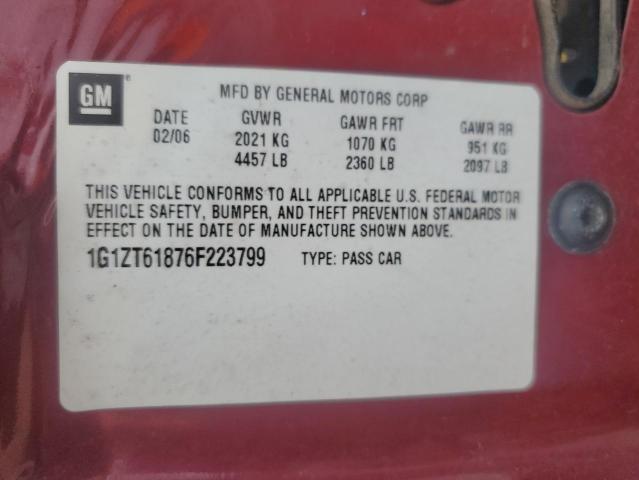 GM ®
MFD BY GENERAL MOTORS CORP
DATE GVWR GAWR FRT GAWR RR
02/06 2021 KG 1070 KG 951 KG
4457 LB 2360 LB 2097 LB
THIS VEHICLE CONFORMS TO ALL APPLICABLE U.S. FEDERAL MOTOR
VEHICLE SAFETY, BUMPER, AND THEFT PREVENTION STANDARDS IN
EFFECT ON THE DATE OF MANUFACTURE SHOWN ABOVE.
1G1ZT61876F223799 TYPE: PASS CAR